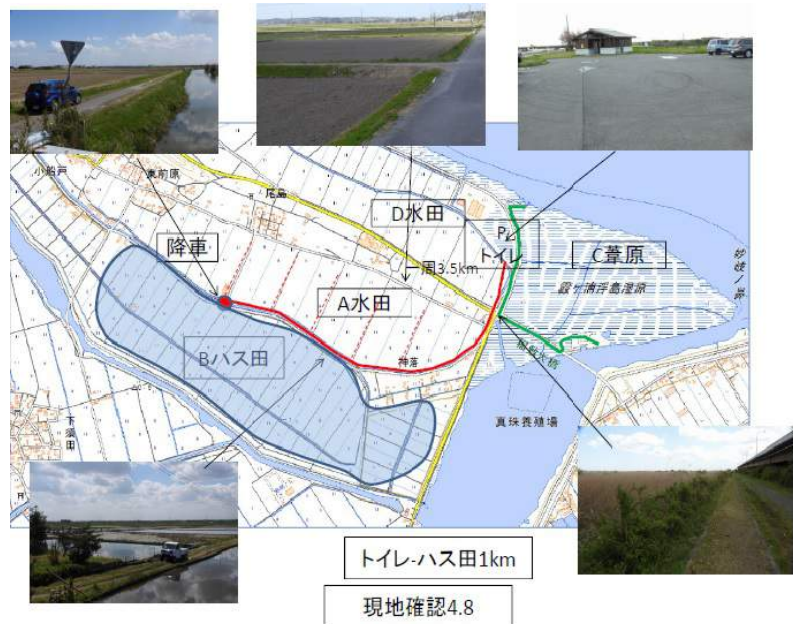 小船戸
東前原
尾島
D水田
P
トイレ
降車
一周3.5km
C葦原
妙岐ノ鼻
霞ヶ浦浮島湿原
A水田
Bハス田
神落
下須田
真珠養殖場
トイレ-ハス田1km
現地確認4.8